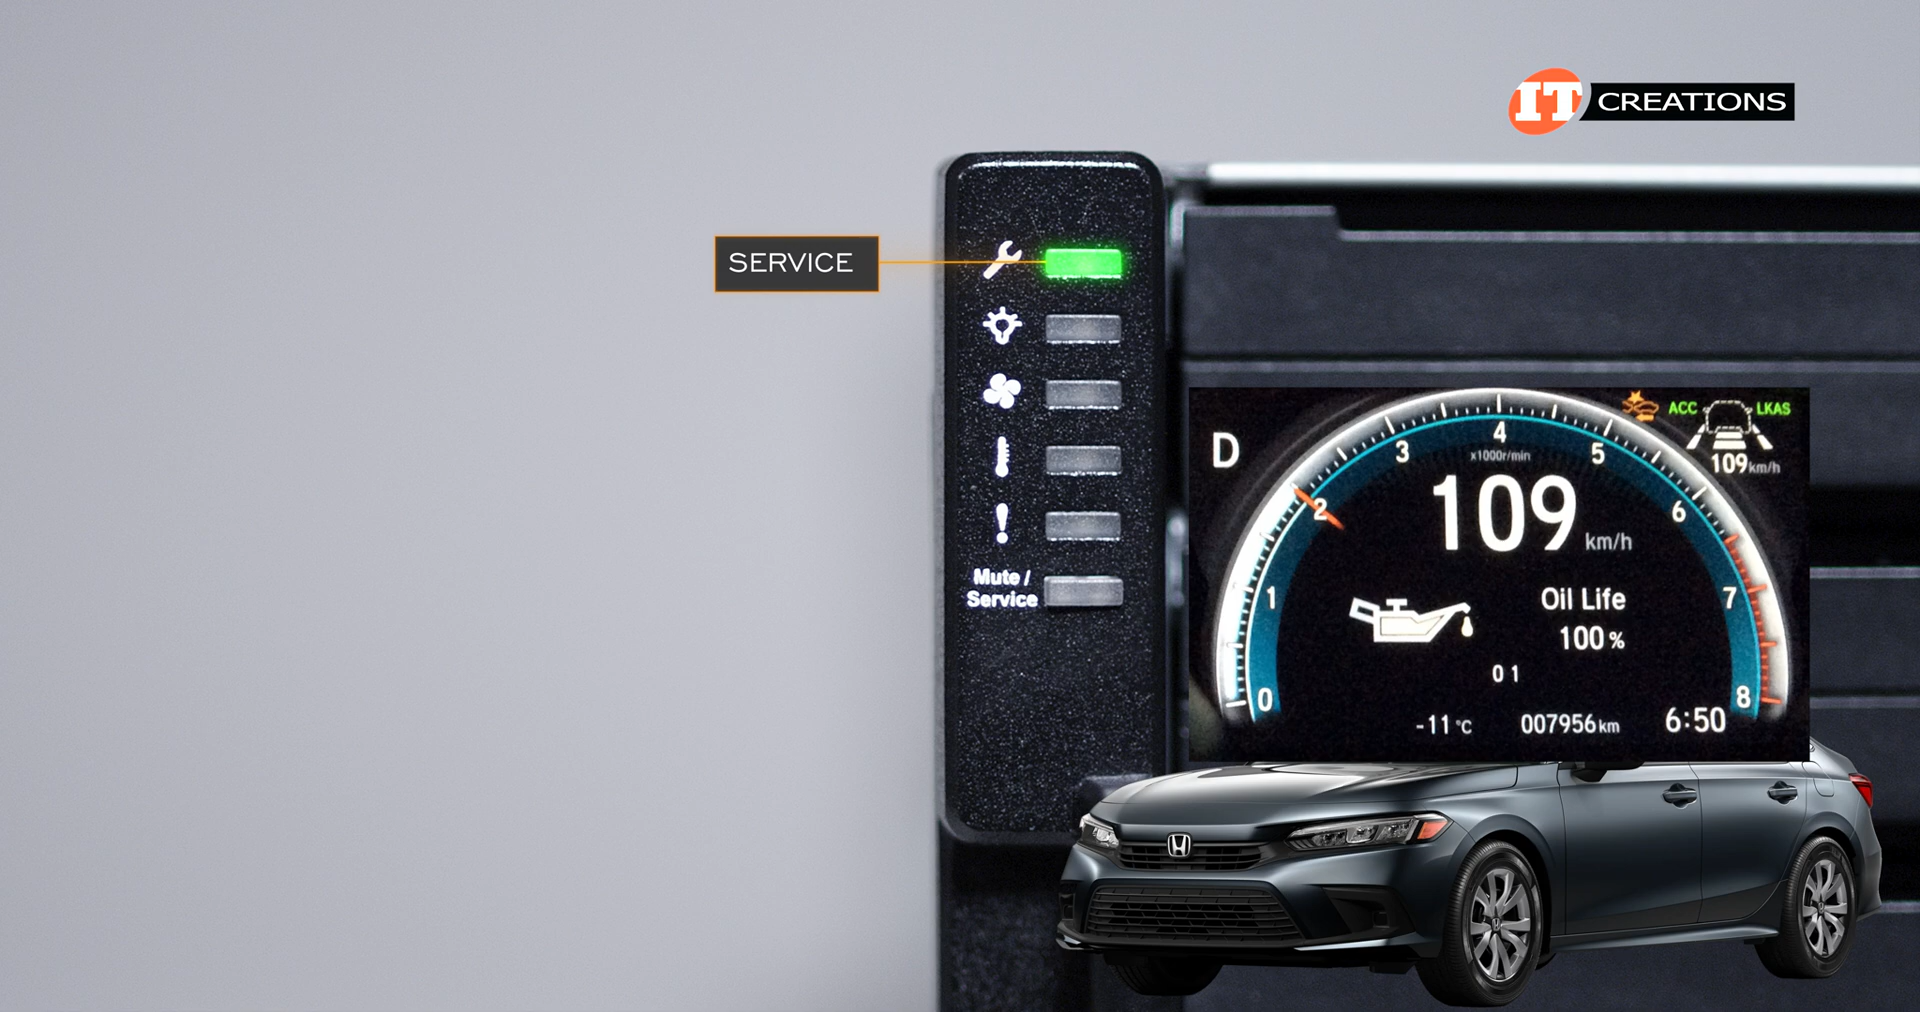 IT CREATIONS
SERVICE
Mute /
Service
ACC LKAS
109 km/h
D
0 1 2 3 4 5 6 7 8
x1000r/min
109 km/h
Oil Life
100 %
0 1
-11 °C 007956 km 6:50